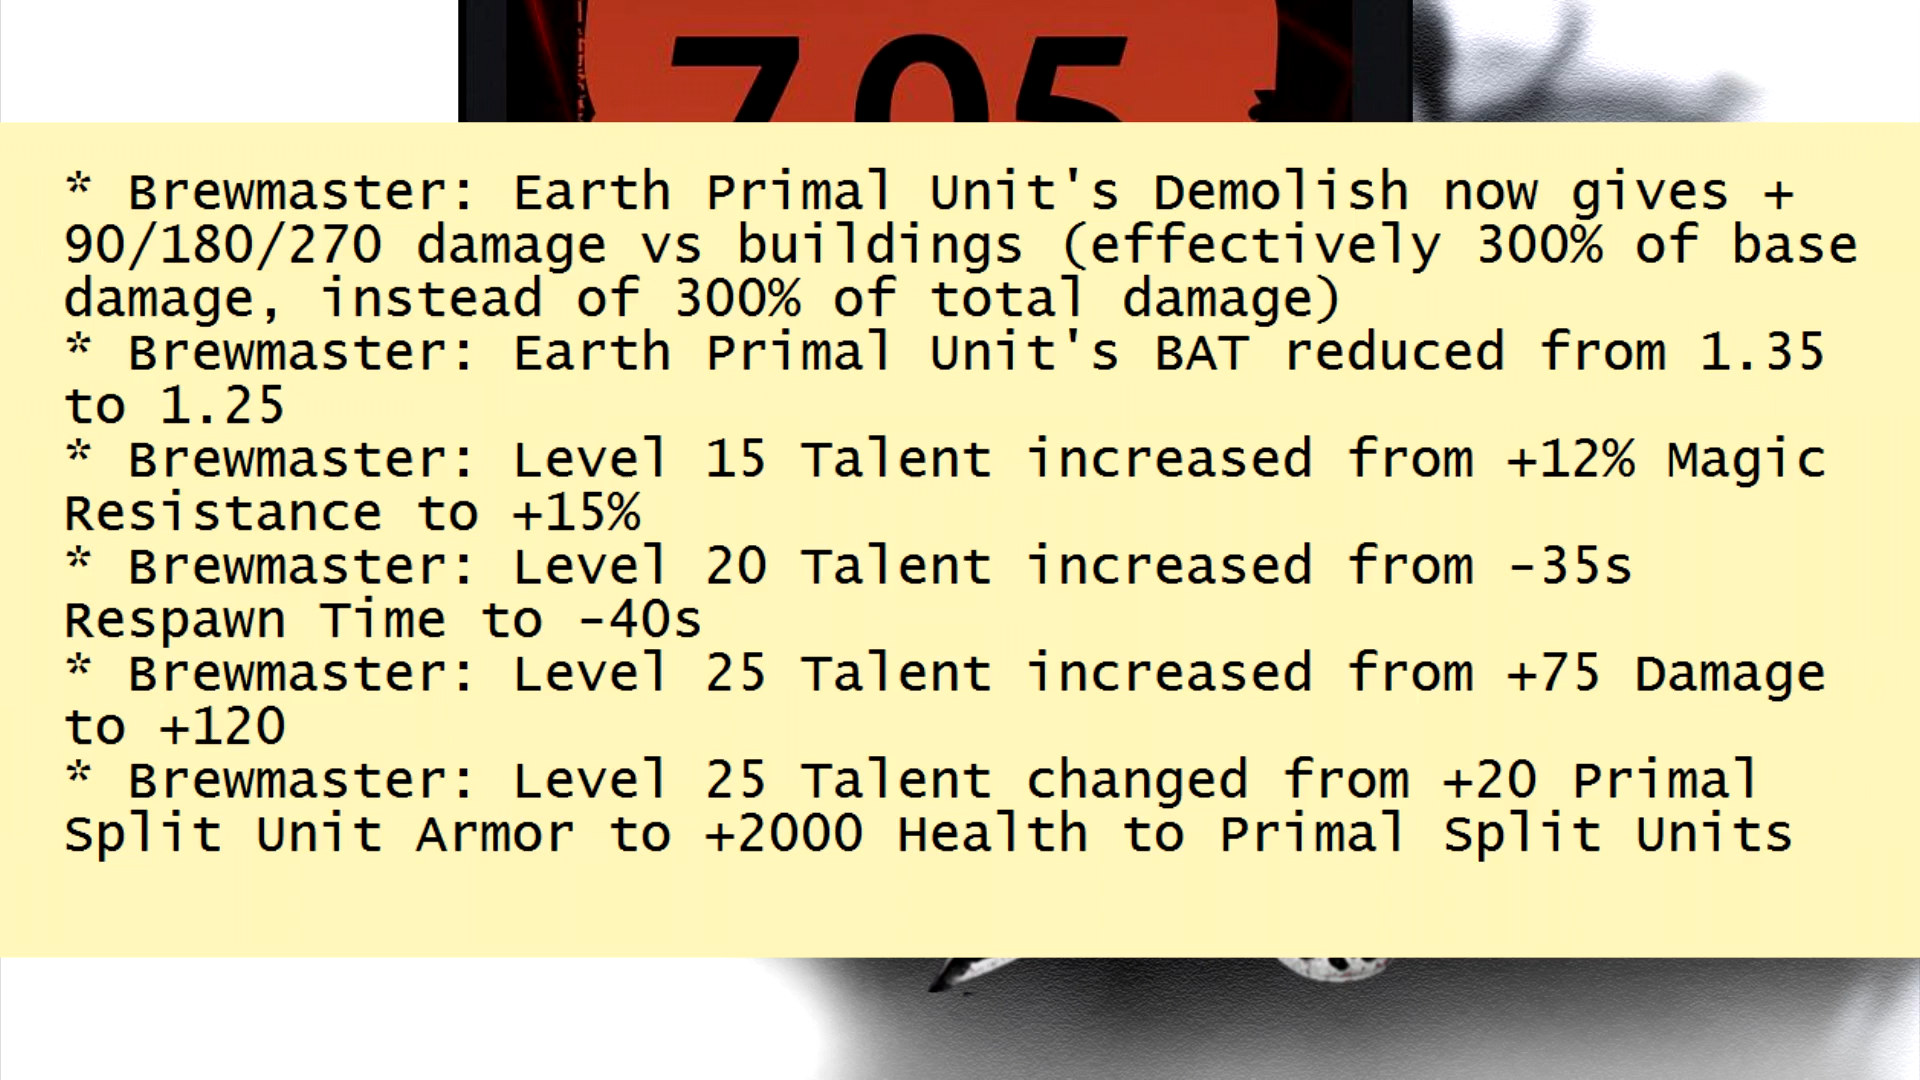 7.05
* Brewmaster: Earth Primal Unit's Demolish now gives +
90/180/270 damage vs buildings (effectively 300% of base
damage, instead of 300% of total damage)
* Brewmaster: Earth Primal Unit's BAT reduced from 1.35
to 1.25
* Brewmaster: Level 15 Talent increased from +12% Magic
Resistance to +15%
* Brewmaster: Level 20 Talent increased from -35s
Respawn Time to -40s
* Brewmaster: Level 25 Talent increased from +75 Damage
to +120
* Brewmaster: Level 25 Talent changed from +20 Primal
Split Unit Armor to +2000 Health to Primal Split Units